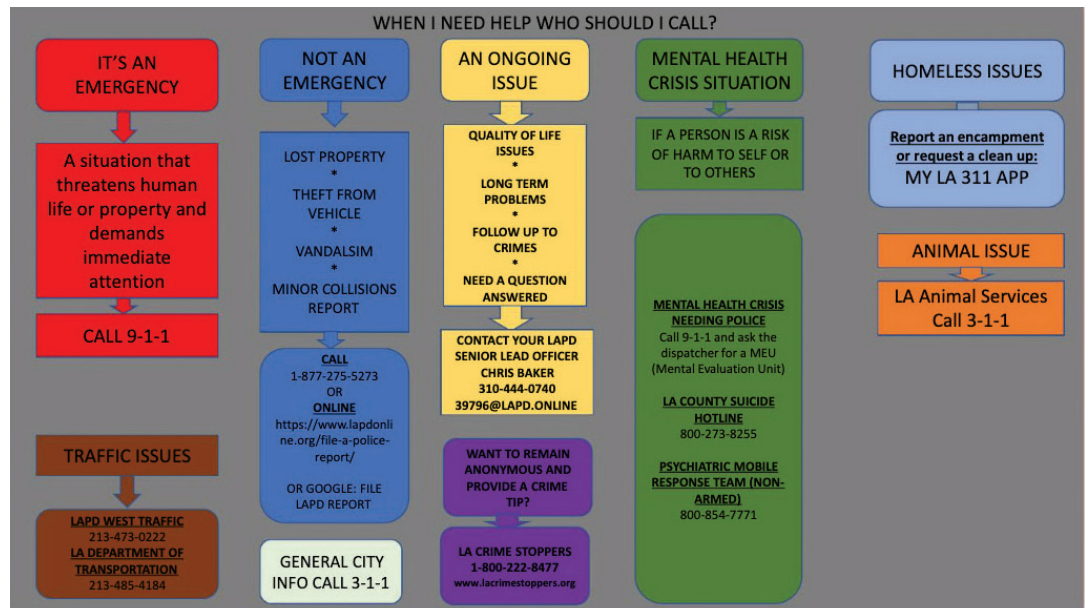 WHEN I NEED HELP WHO SHOULD I CALL?
IT'S AN
EMERGENCY
A situation that
threatens human
life or property and
demands
immediate
attention
CALL 9-1-1
TRAFFIC ISSUES
LAPD WEST TRAFFIC
213-473-0222
LA DEPARTMENT OF
TRANSPORTATION
213-485-4184
NOT AN
EMERGENCY
LOST PROPERTY
*
THEFT FROM
VEHICLE
*
VANDALSIM
*
MINOR COLLISIONS
REPORT
CALL
1-877-275-5273
OR
ONLINE
https://www.lapdonli
ne.org/file-a-police-
report/
OR GOOGLE: FILE
LAPD REPORT
GENERAL CITY
INFO CALL 3-1-1
AN ONGOING
ISSUE
QUALITY OF LIFE
ISSUES
*
LONG TERM
PROBLEMS
*
FOLLOW UP TO
CRIMES
*
NEED A QUESTION
ANSWERED
CONTACT YOUR LAPD
SENIOR LEAD OFFICER
CHRIS BAKER
310-444-0740
39796@LAPD.ONLINE
WANT TO REMAIN
ANONYMOUS AND
PROVIDE A CRIME
TIP?
LA CRIME STOPPERS
1-800-222-8477
www.lacrimestoppers.org
MENTAL HEALTH
CRISIS SITUATION
IF A PERSON IS A RISK
OF HARM TO SELF OR
TO OTHERS
MENTAL HEALTH CRISIS
NEEDING POLICE
Call 9-1-1 and ask the
dispatcher for a MEU
(Mental Evaluation Unit)
LA COUNTY SUICIDE
HOTLINE
800-273-8255
PSYCHIATRIC MOBILE
RESPONSE TEAM (NON-
ARMED)
800-854-7771
HOMELESS ISSUES
Report an encampment
or request a clean up:
MY LA 311 APP
ANIMAL ISSUE
LA Animal Services
Call 3-1-1